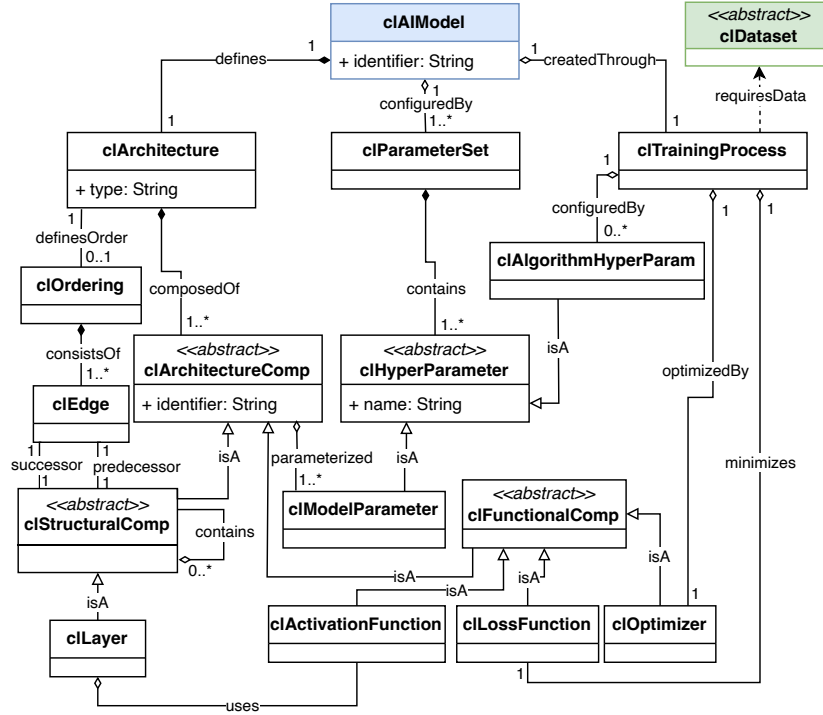 clAIModel
+ identifier: String
<<abstract>>
clDataset
1
defines
1
createdThrough
1
configuredBy
requiresData
1
1..*
1
clArchitecture
+ type: String
clParameterSet
clTrainingProcess
1
1
1
1
configuredBy
definesOrder
0..1
0..*
clOrdering
composedOf
contains
clAlgorithmHyperParam
1..*
1..*
consistsOf
1..*
<<abstract>>
clArchitectureComp
+ identifier: String
<<abstract>>
clHyperParameter
+ name: String
isA
optimizedBy
clEdge
1
1
isA
parameterized
isA
minimizes
successor
predecessor
1
1
1..*
<<abstract>>
clStructuralComp
contains
0..*
clModelParameter
<<abstract>>
clFunctionalComp
isA
isA
isA
isA
isA
1
clLayer
clActivationFunction
clLossFunction
clOptimizer
1
uses